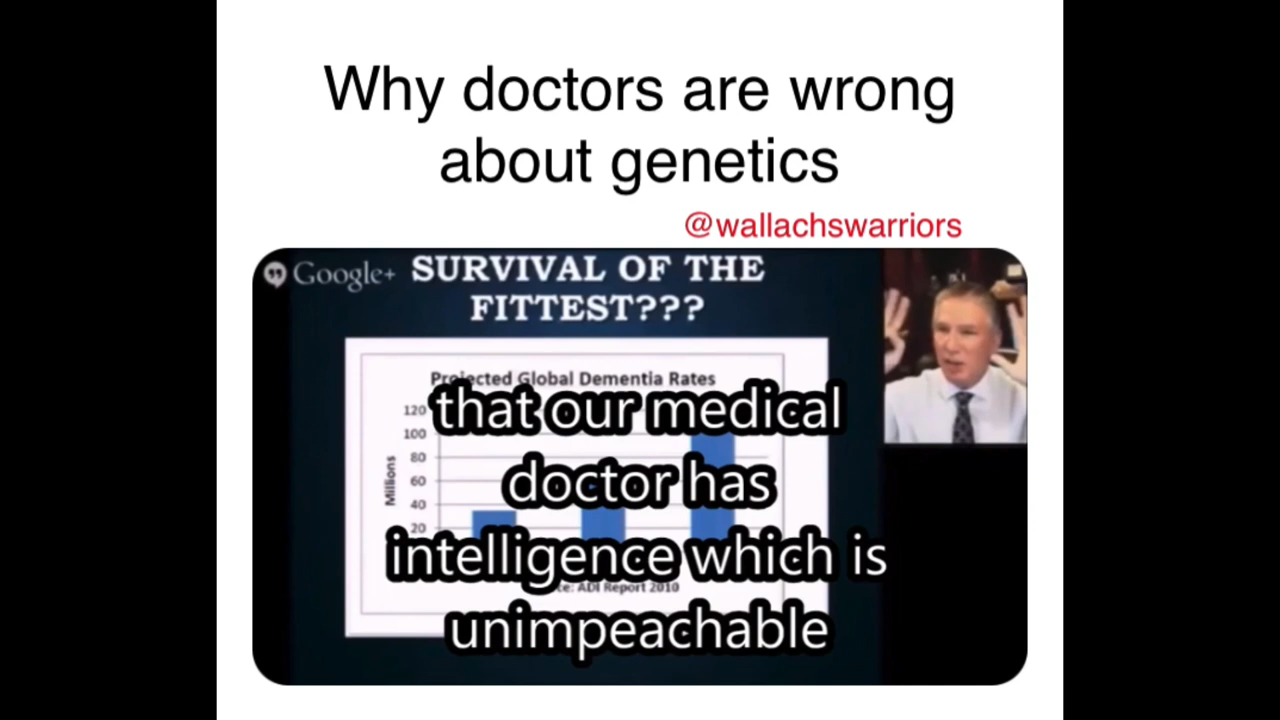 Why doctors are wrong
about genetics
@wallachswarriors
Google+
SURVIVAL OF THE
FITTEST???
Projected Global Dementia Rates
120
100
80
60
40
20
Millions
that our medical
doctor has
intelligence which is
unimpeachable
ADI Report 2010